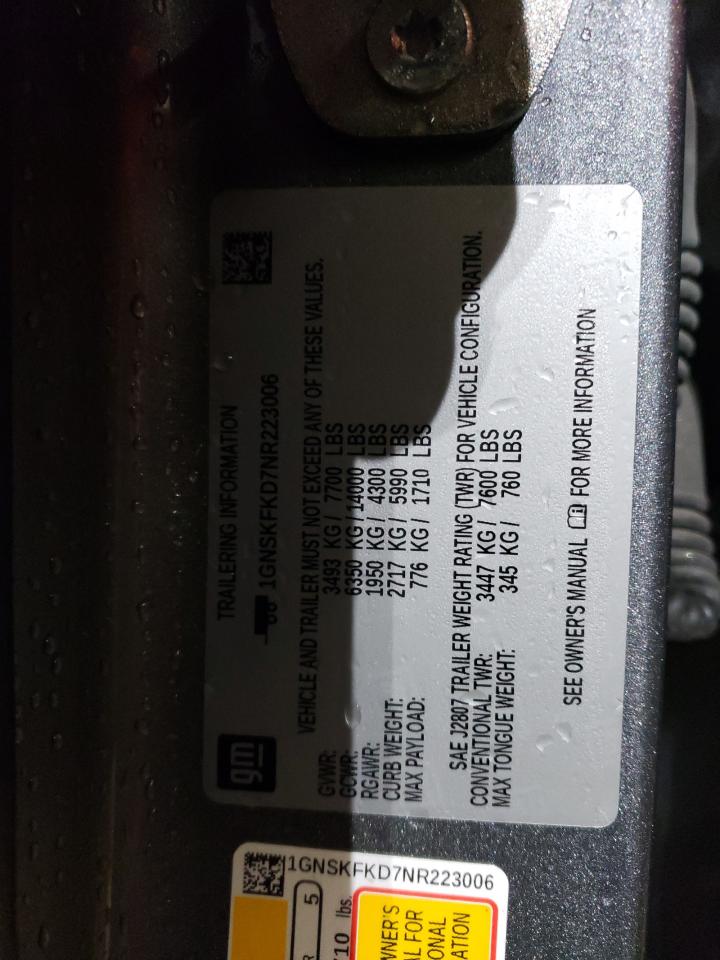 gm
TRAILERING INFORMATION
1GNSKFKD7NR223006
VEHICLE AND TRAILER MUST NOT EXCEED ANY OF THESE VALUES.
GVWR: 3493 KG / 7700 LBS
GCWR: 6350 KG / 14000 LBS
RGAWR: 1950 KG / 4300 LBS
CURB WEIGHT: 2717 KG / 5990 LBS
MAX PAYLOAD: 776 KG / 1710 LBS
SAE J2807 TRAILER WEIGHT RATING (TWR) FOR VEHICLE CONFIGURATION.
CONVENTIONAL TWR: 3447 KG / 7600 LBS
MAX TONGUE WEIGHT: 345 KG / 760 LBS
SEE OWNER'S MANUAL FOR MORE INFORMATION
1GNSKFKD7NR223006
R 5
710 lbs.
WNER'S
AL FOR
ONAL
ATION